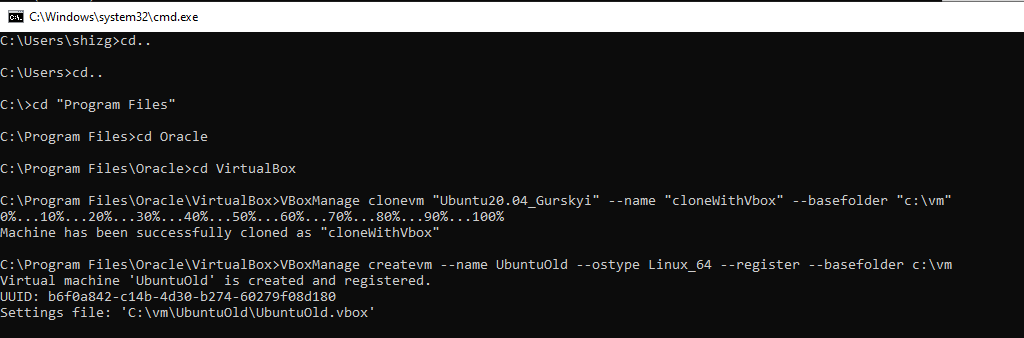 C:\Windows\system32\cmd.exe
C:\Users\shizg>cd..
C:\Users>cd..
C:\>cd "Program Files"
C:\Program Files>cd Oracle
C:\Program Files\Oracle>cd VirtualBox
C:\Program Files\Oracle\VirtualBox>VBoxManage clonevm "Ubuntu20.04_Gurskyi" --name "cloneWithVbox" --basefolder "c:\vm"
0%...10%...20%...30%...40%...50%...60%...70%...80%...90%...100%
Machine has been successfully cloned as "cloneWithVbox"
C:\Program Files\Oracle\VirtualBox>VBoxManage createvm --name UbuntuOld --ostype Linux_64 --register --basefolder c:\vm
Virtual machine 'UbuntuOld' is created and registered.
UUID: b6f0a842-c14b-4d30-b274-60279f08d180
Settings file: 'C:\vm\UbuntuOld\UbuntuOld.vbox'